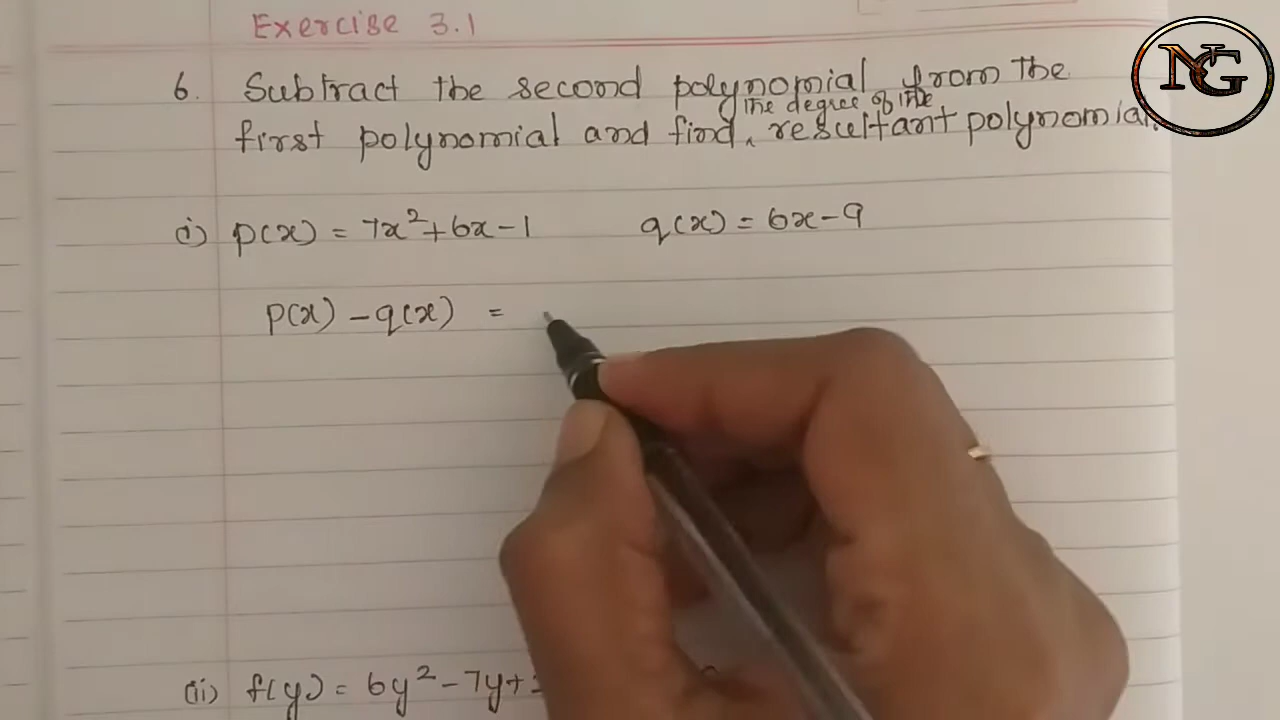 Exercise 3.1
NG
6. Subtract the second polynomial from the
the degree of the
first polynomial and find ‸ resultant polynomial.
i) p(x) = 7x² + 6x - 1 q(x) = 6x - 9
p(x) - q(x) =
(ii) f(y) = 6y² - 7y +